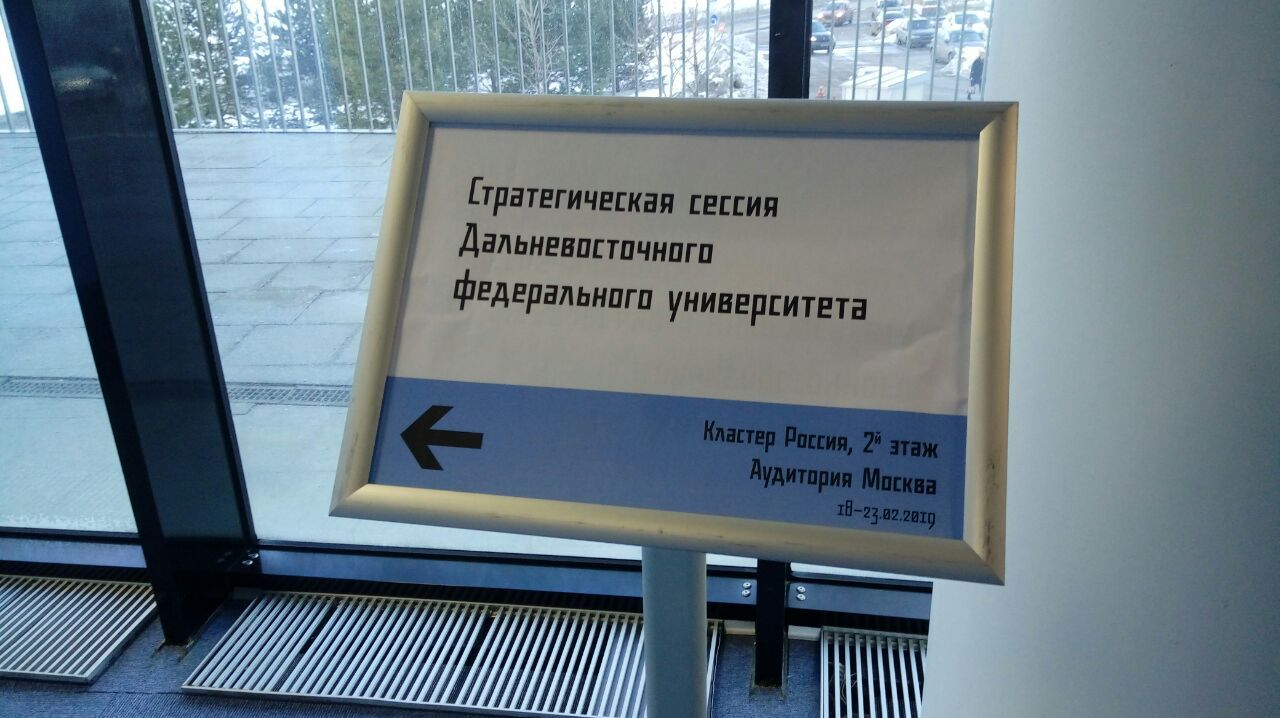 Стратегическая сессия
Дальневосточного
федерального университета
Кластер Россия, 2й этаж
Аудитория Москва
18–23.02.2019